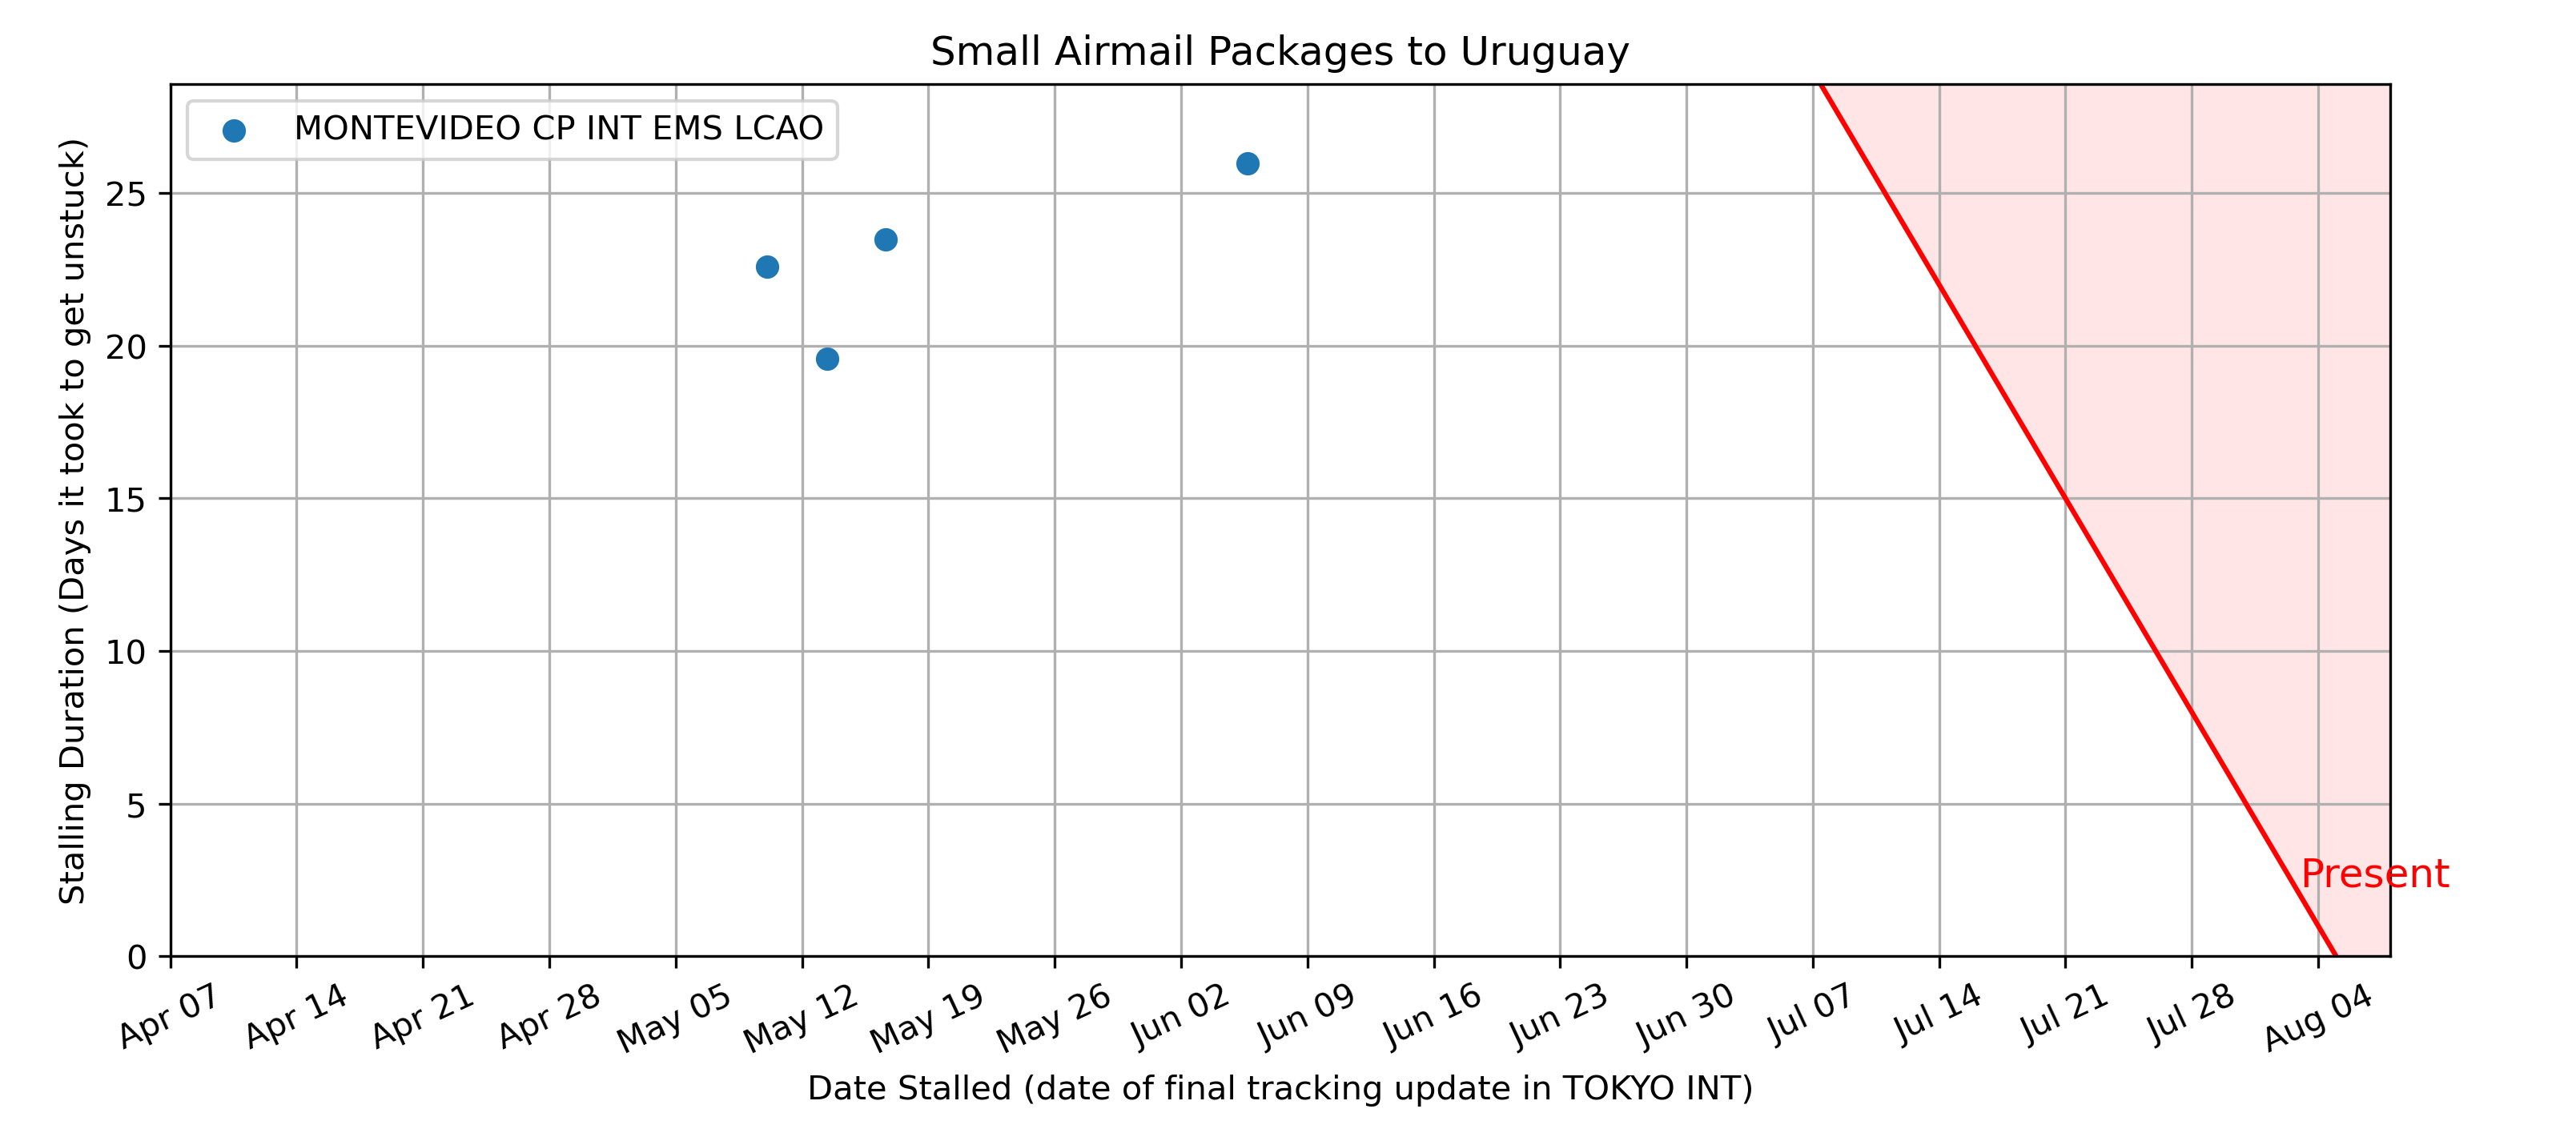 Small Airmail Packages to Uruguay
MONTEVIDEO CP INT EMS LCAO
Stalling Duration (Days it took to get unstuck)
25
20
15
10
5
0
Present
Apr 07
Apr 14
Apr 21
Apr 28
May 05
May 12
May 19
May 26
Jun 02
Jun 09
Jun 16
Jun 23
Jun 30
Jul 07
Jul 14
Jul 21
Jul 28
Aug 04
Date Stalled (date of final tracking update in TOKYO INT)